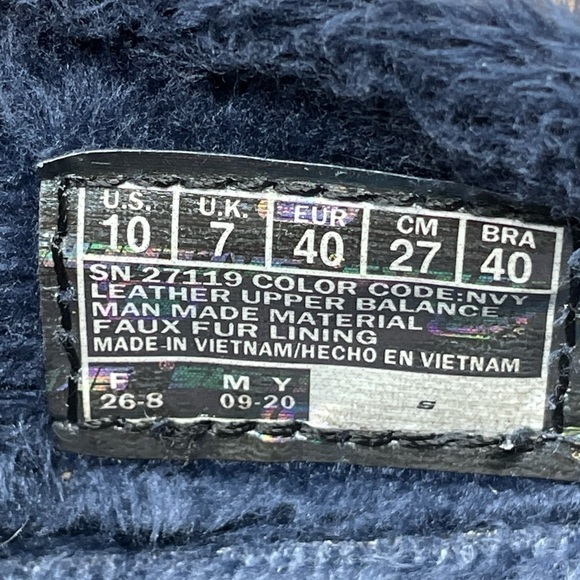 U.S. U.K. EUR CM BRA
10 7 40 27 40
SN 27119 COLOR CODE:NVY
LEATHER UPPER BALANCE
MAN MADE MATERIAL
FAUX FUR LINING
MADE IN VIETNAM/HECHO EN VIETNAM
F M Y
26-8 09-20
S